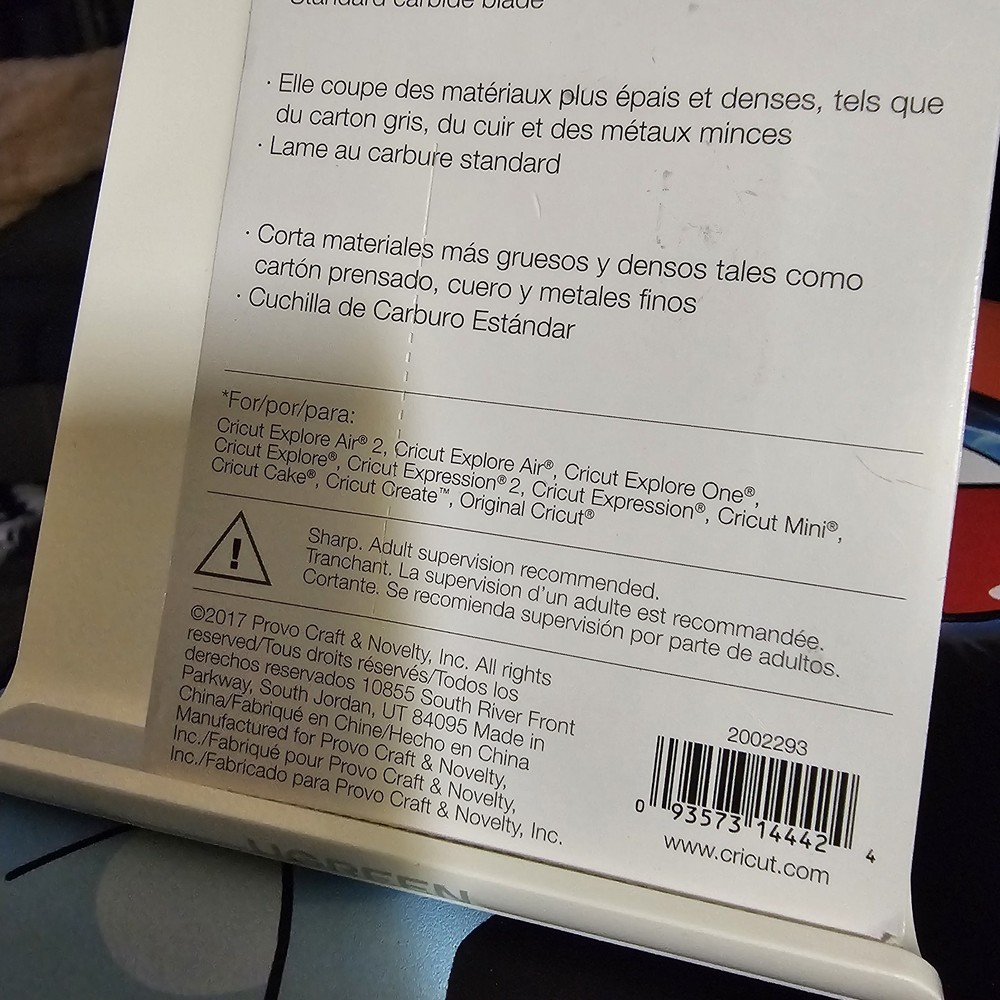 Standard carbide blade
· Elle coupe des matériaux plus épais et denses, tels que
du carton gris, du cuir et des métaux minces
· Lame au carbure standard
· Corta materiales más gruesos y densos tales como
cartón prensado, cuero y metales finos
· Cuchilla de Carburo Estándar
*For/por/para:
Cricut Explore Air® 2, Cricut Explore Air®, Cricut Explore One®,
Cricut Explore®, Cricut Expression® 2, Cricut Expression®, Cricut Mini®,
Cricut Cake®, Cricut Create™, Original Cricut®
!
Sharp. Adult supervision recommended.
Tranchant. La supervision d'un adulte est recommandée.
Cortante. Se recomienda supervisión por parte de adultos.
©2017 Provo Craft & Novelty, Inc. All rights
reserved/Tous droits réservés/Todos los
derechos reservados 10855 South River Front
Parkway, South Jordan, UT 84095 Made in
China/Fabriqué en Chine/Hecho en China
Manufactured for Provo Craft & Novelty,
Inc./Fabriqué pour Provo Craft & Novelty,
Inc./Fabricado para Provo Craft & Novelty, Inc.
2002293
0 93573 14442 4
www.cricut.com
UGREEN